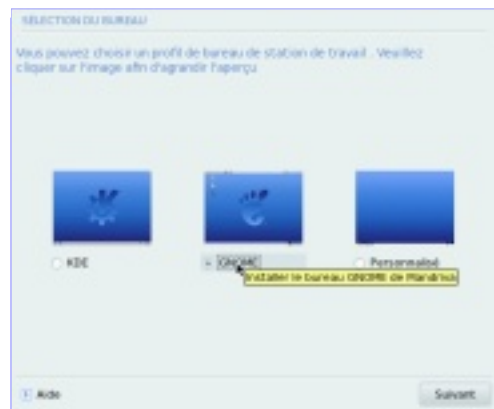 SÉLECTION DU BUREAU
Vous pouvez choisir un profil de bureau de station de travail . Veuillez
cliquer sur l'image afin d'agrandir l'aperçu
KDE
GNOME
Personnalisé
Installer le bureau GNOME de Mandriva
Aide
Suivant